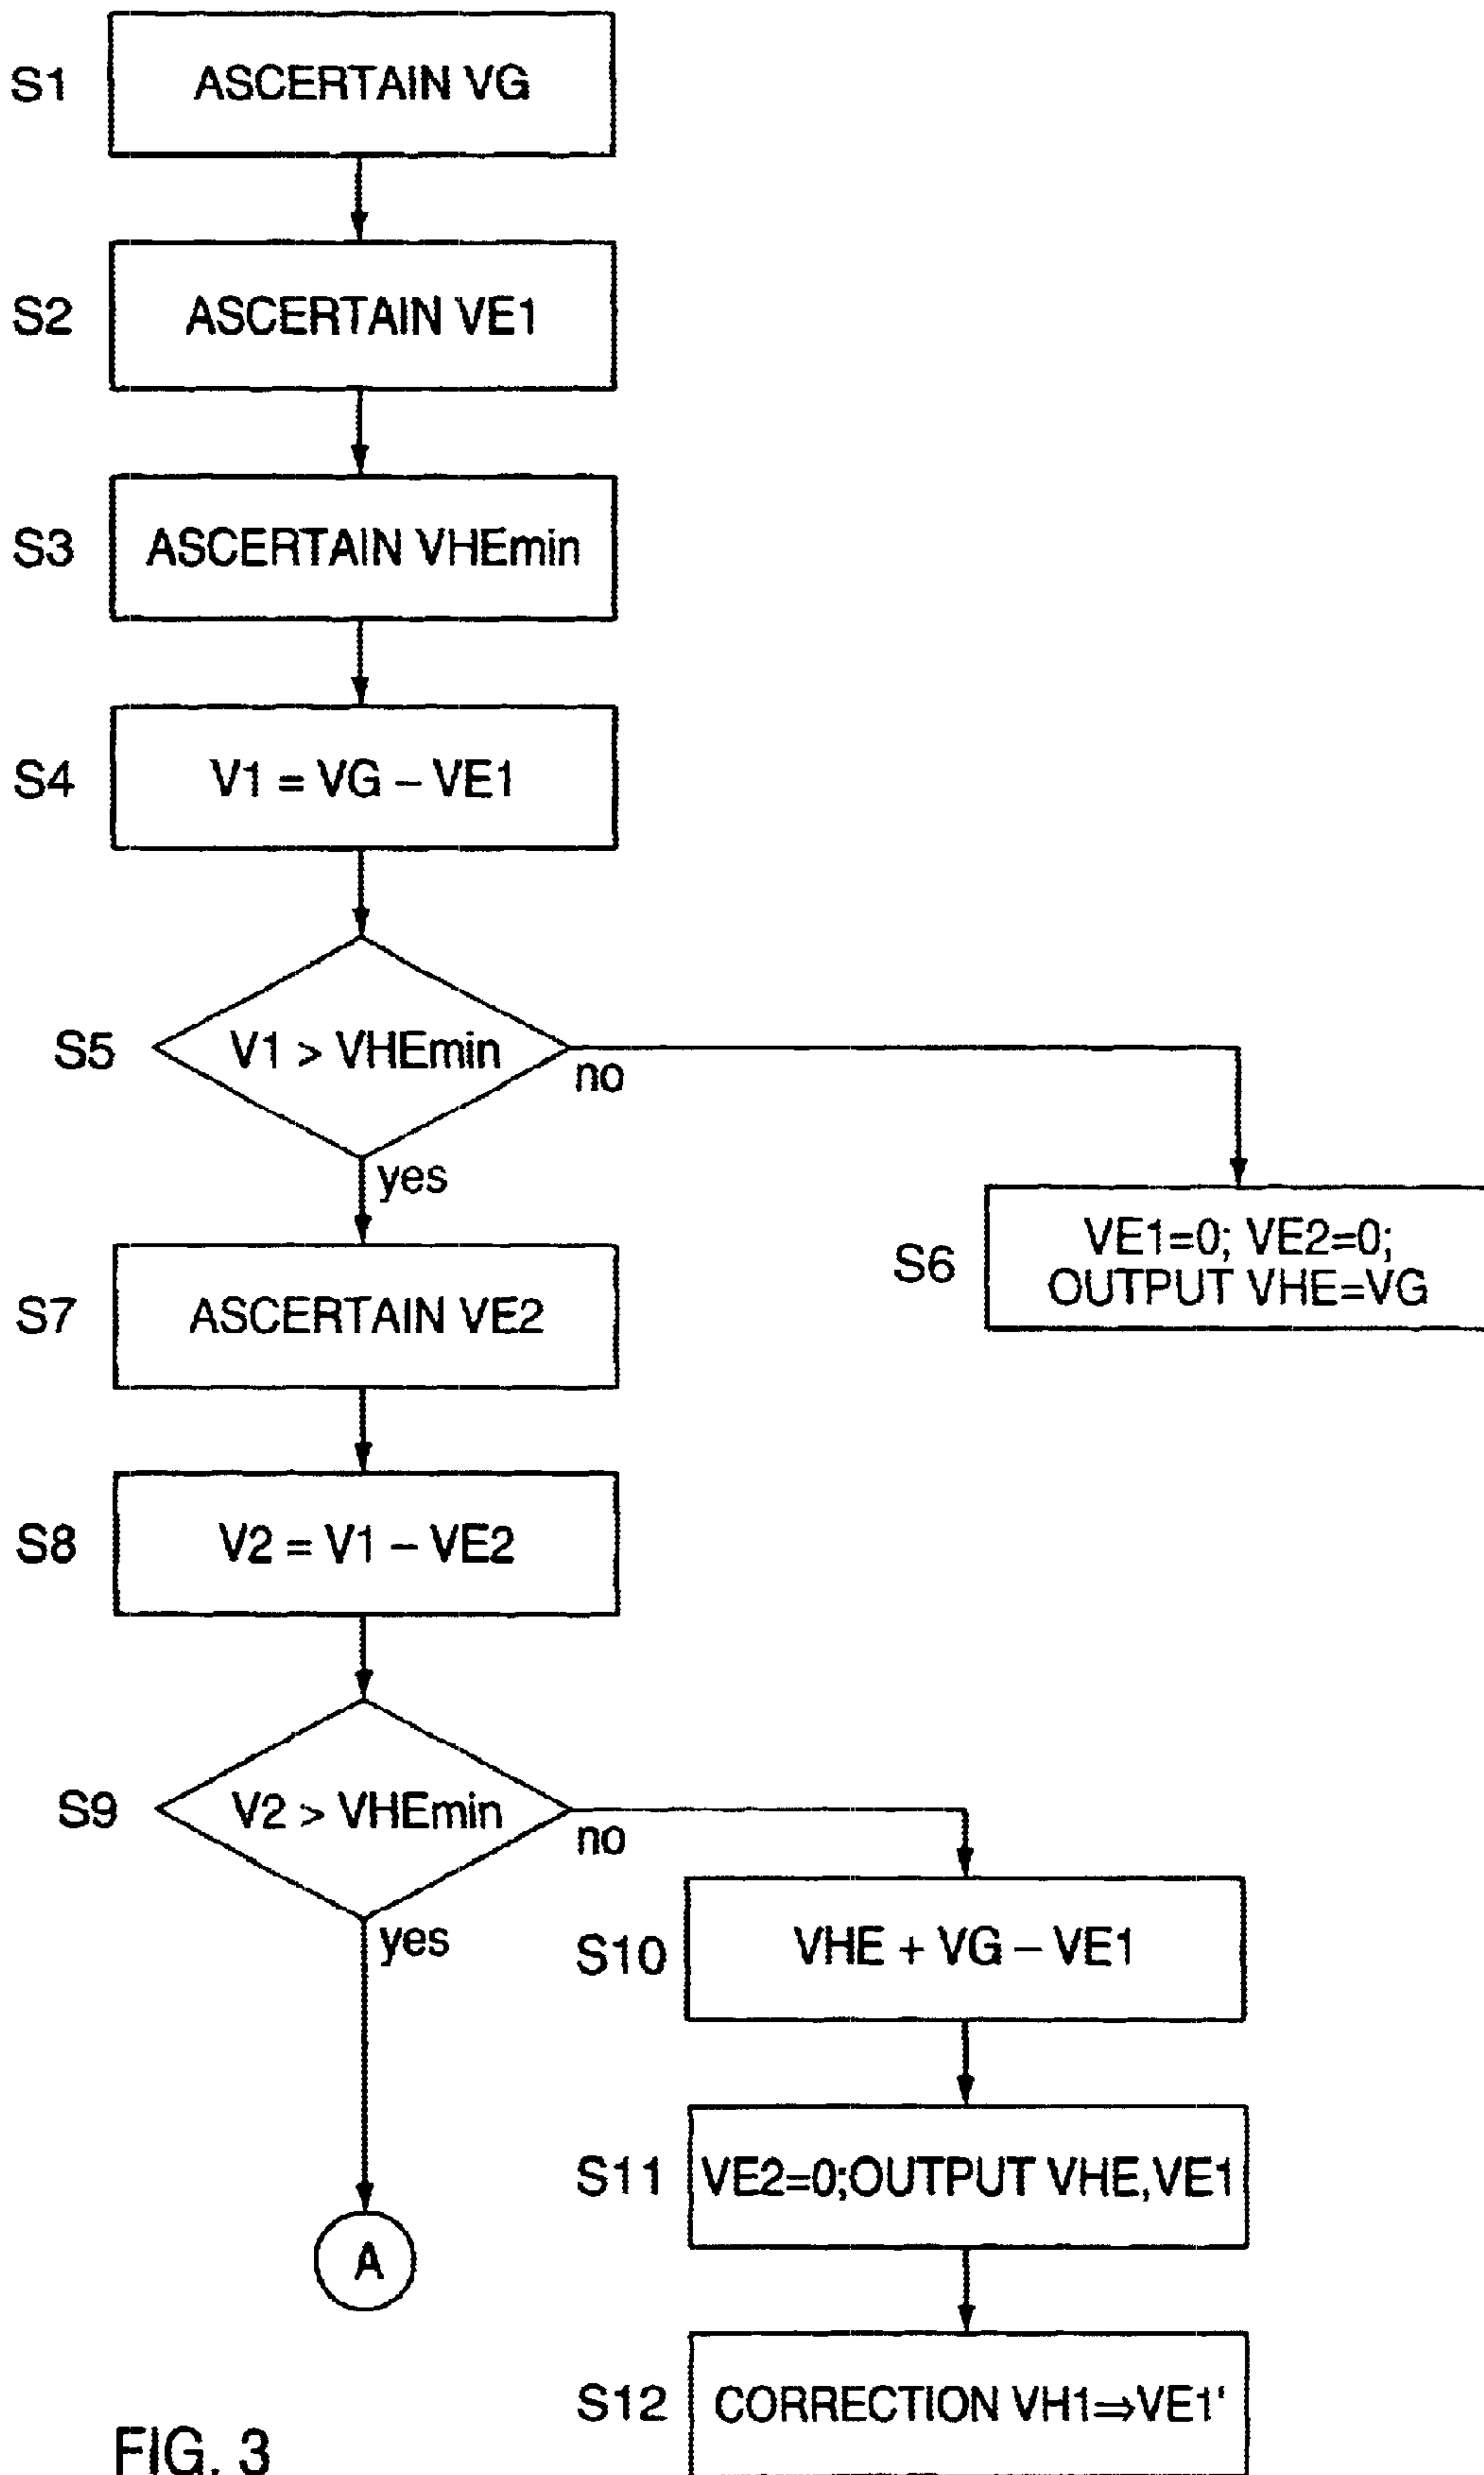 S1
ASCERTAIN VG
S2
ASCERTAIN VE1
S3
ASCERTAIN VHEmin
S4
V1 = VG – VE1
S5
V1 > VHEmin
no
yes
S6
VE1=0; VE2=0;
OUTPUT VHE=VG
S7
ASCERTAIN VE2
S8
V2 = V1 – VE2
S9
V2 > VHEmin
no
yes
S10
VHE + VG – VE1
S11
VE2=0;OUTPUT VHE,VE1
A
S12
CORRECTION VH1⇒VE1'
FIG. 3